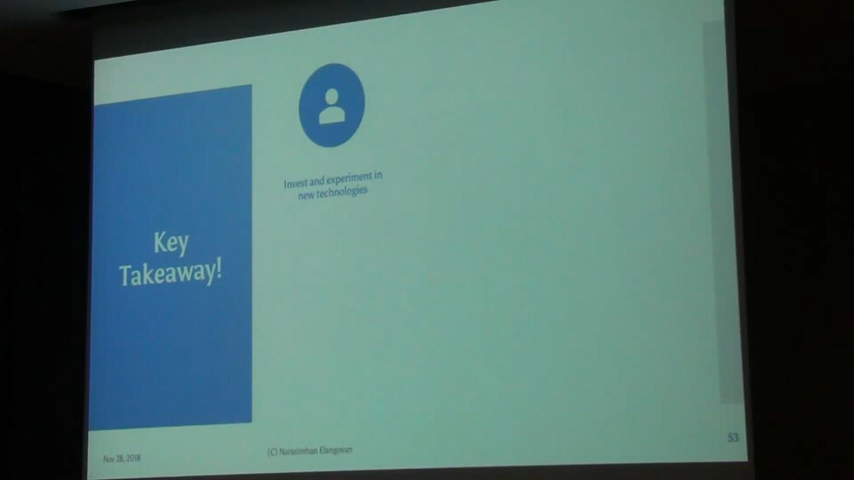 Key
Takeaway!
Invest and experiment in
new technologies
Nov 28, 2018
(C) Narasimhan Elangovan
53